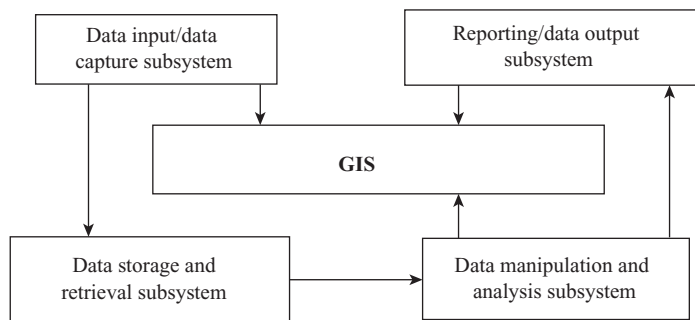 Data input/data
capture subsystem
Reporting/data output
subsystem
GIS
Data storage and
retrieval subsystem
Data manipulation and
analysis subsystem